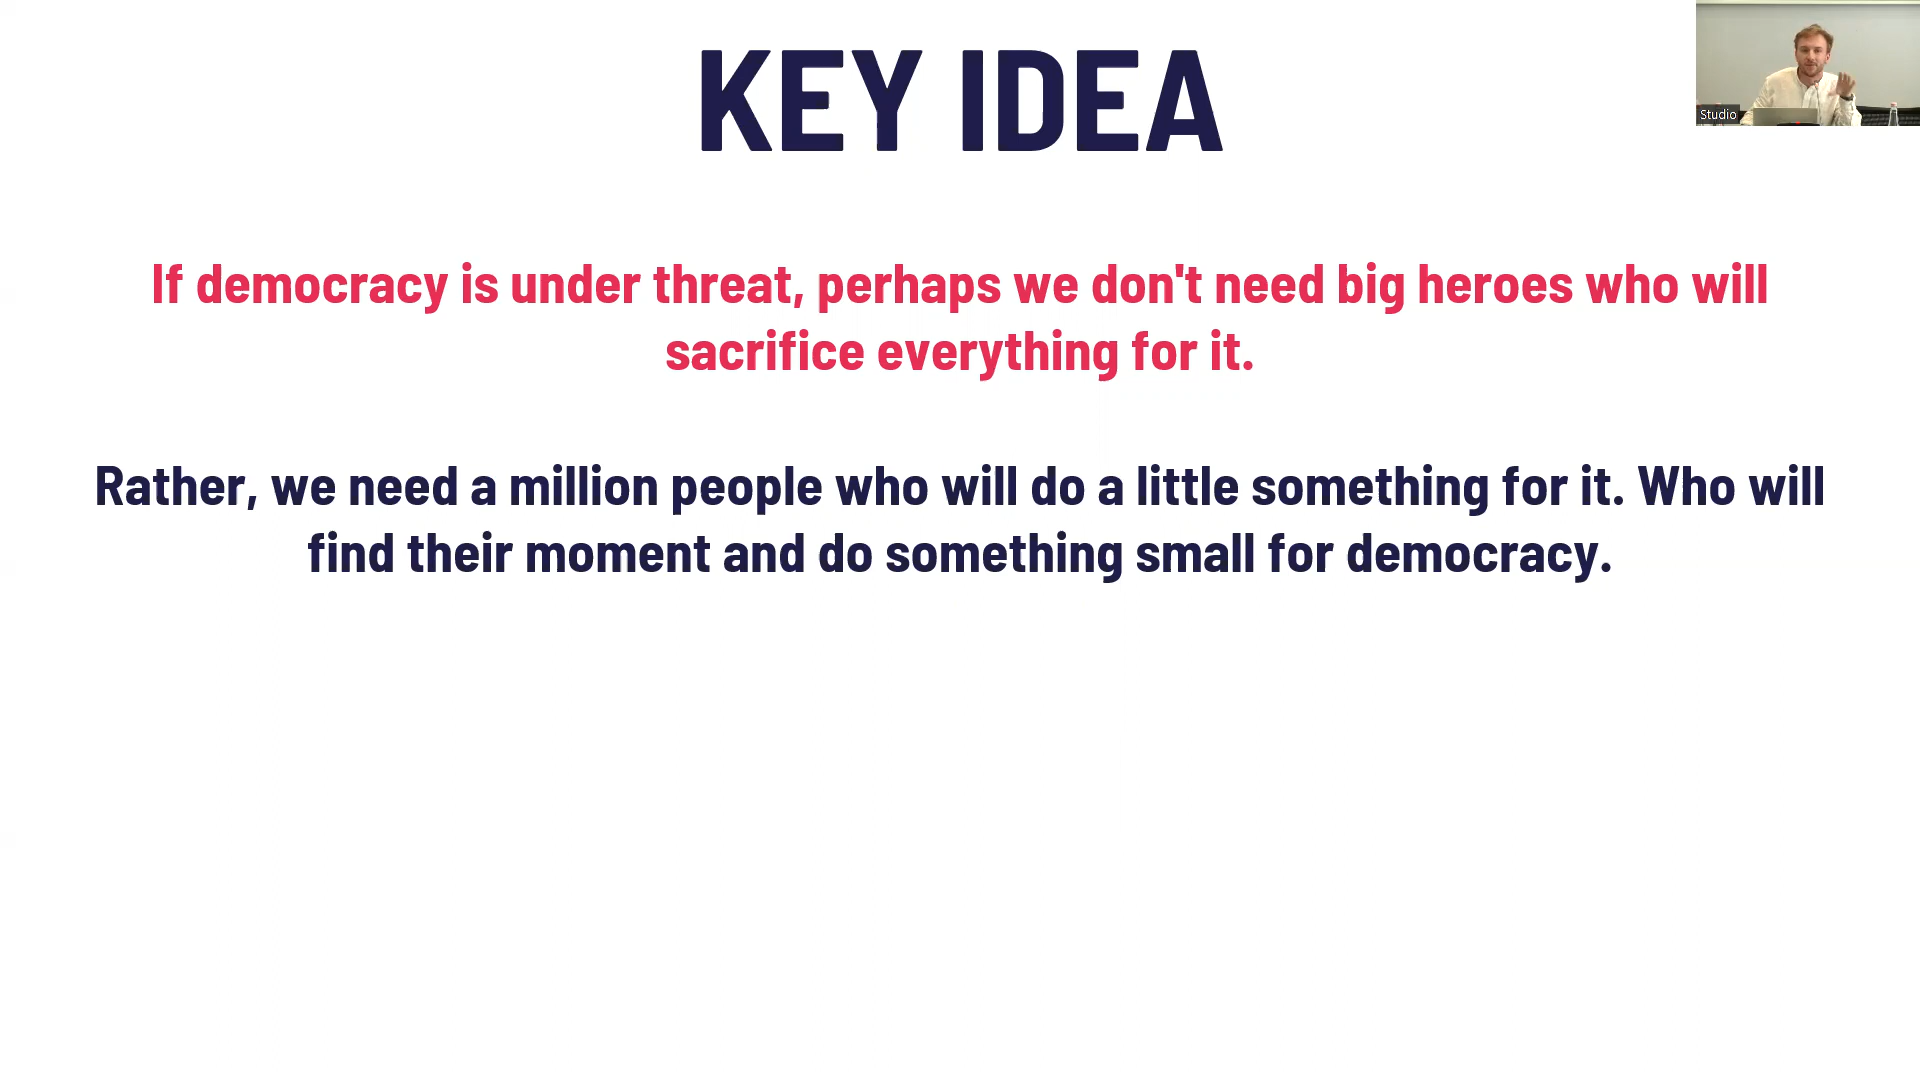 KEY IDEA
Studio
If democracy is under threat, perhaps we don't need big heroes who will
sacrifice everything for it.
Rather, we need a million people who will do a little something for it. Who will
find their moment and do something small for democracy.